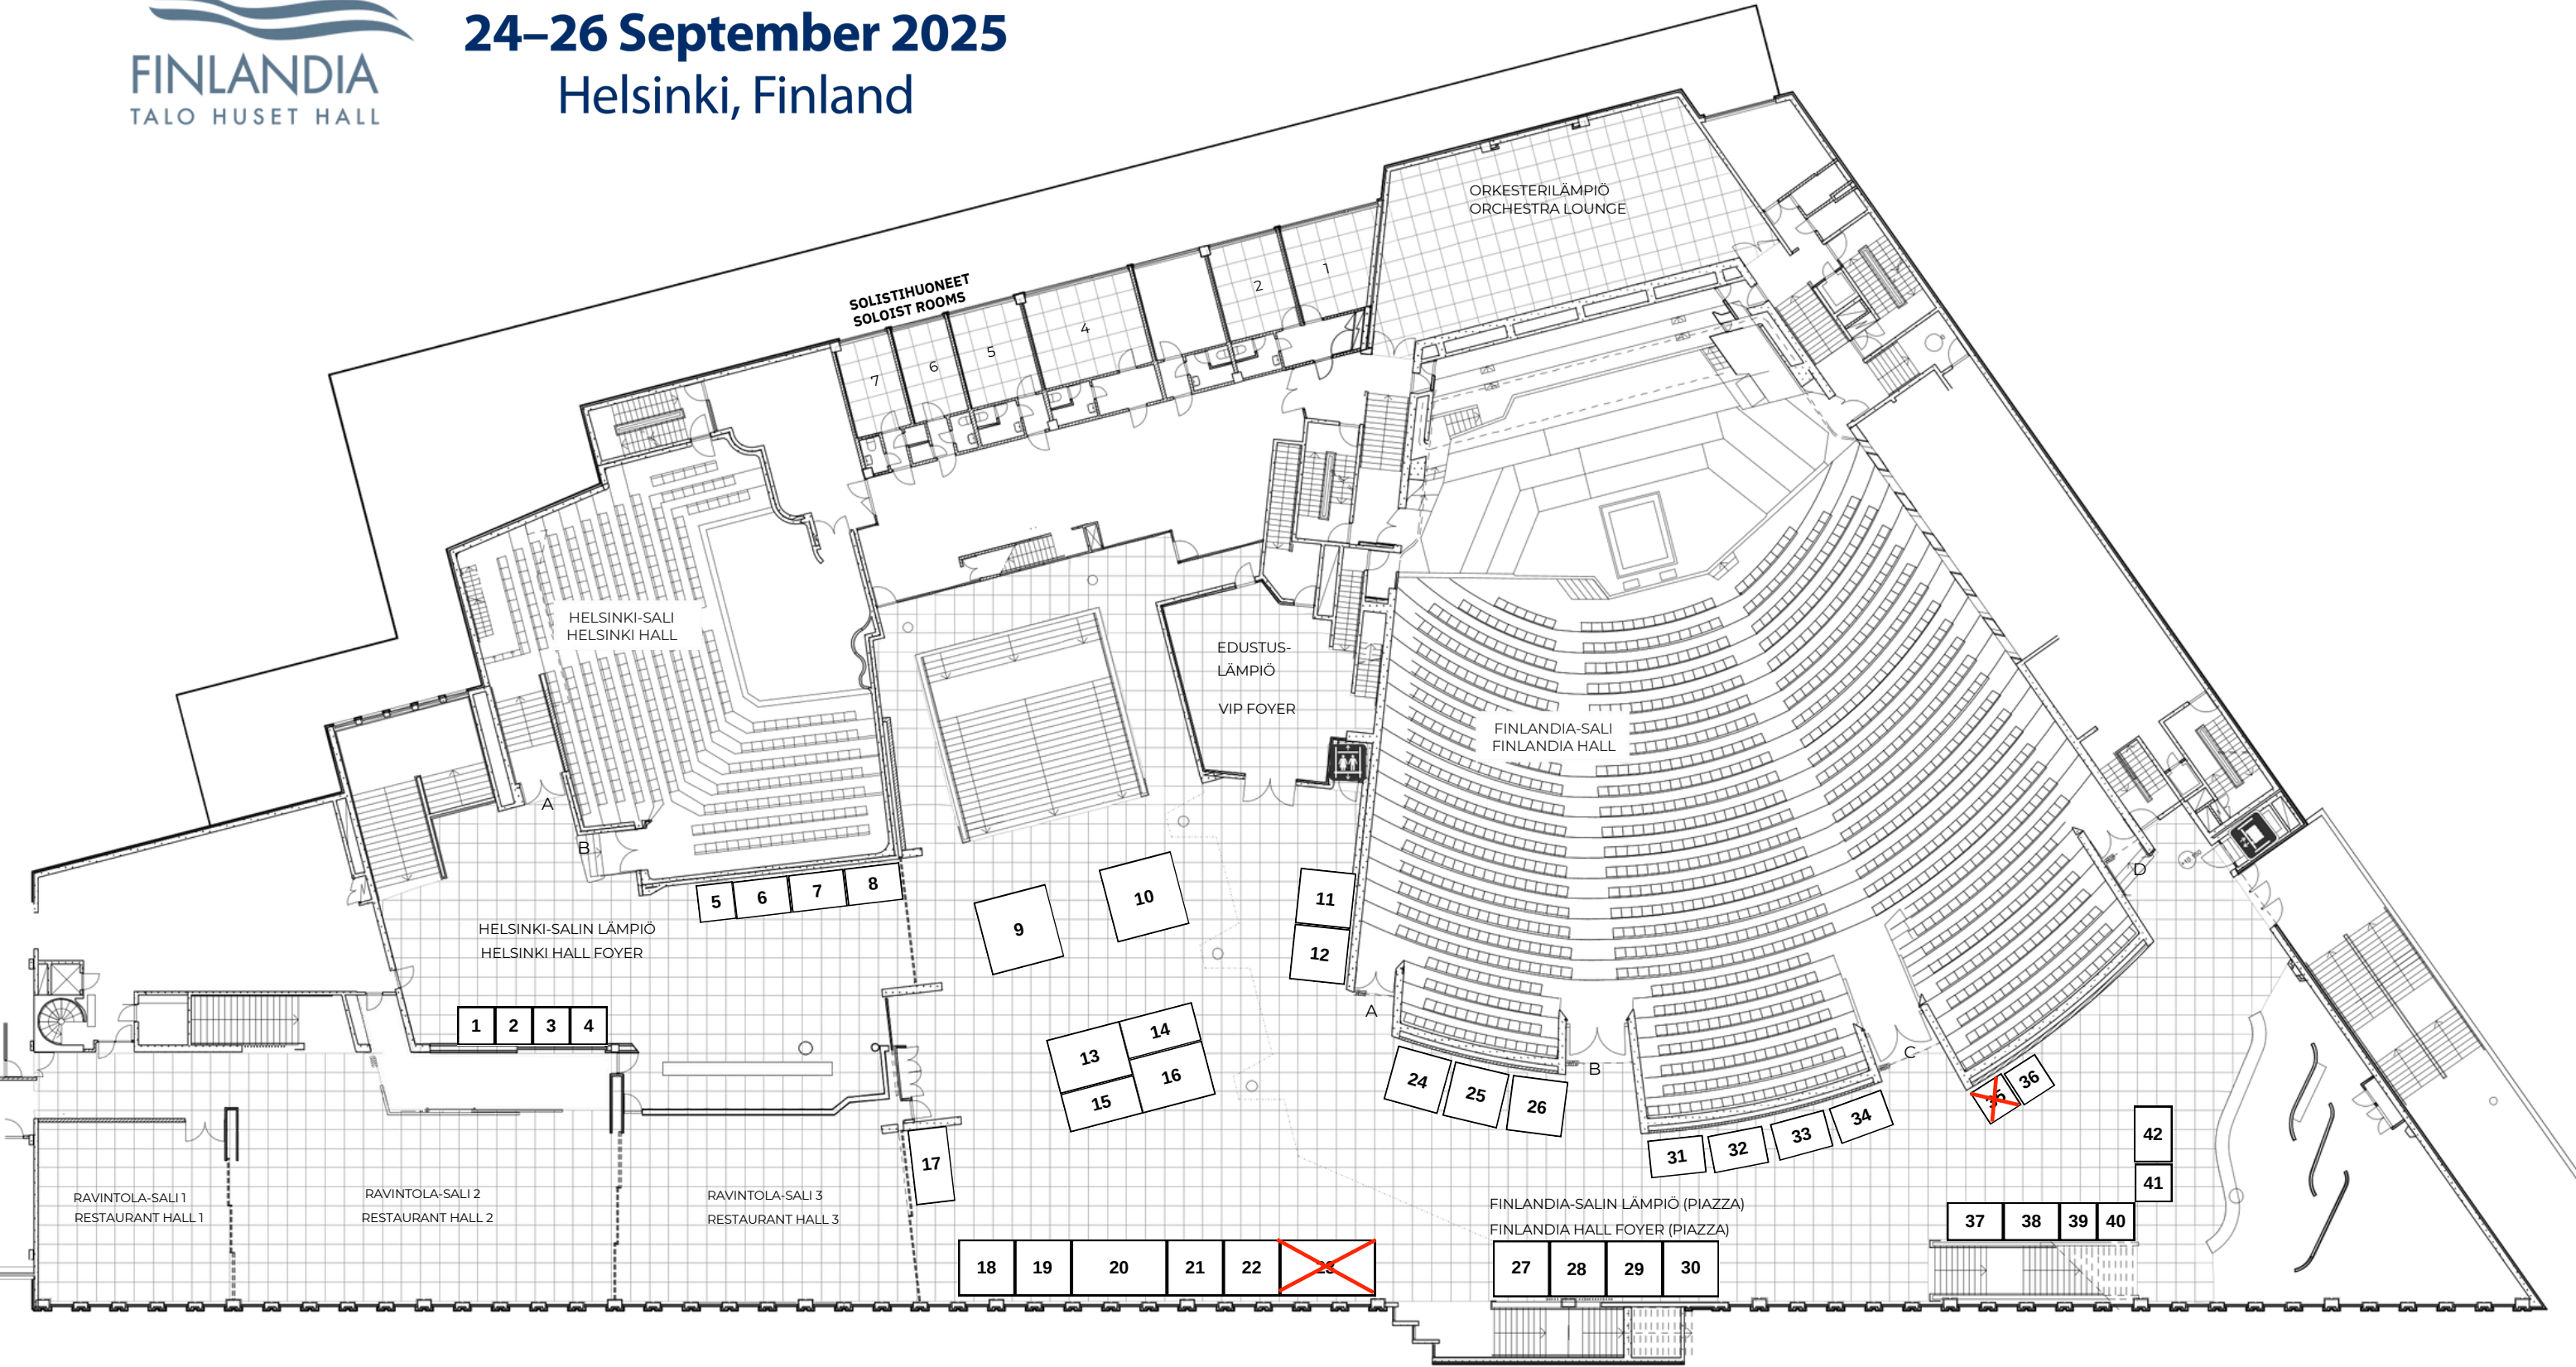 FINLANDIA
TALO HUSET HALL
24–26 September 2025
Helsinki, Finland
ORKESTERILÄMPIÖ
ORCHESTRA LOUNGE
SOLISTIHUONEET
SOLOIST ROOMS
7
6
5
4
2
1
HELSINKI-SALI
HELSINKI HALL
EDUSTUS-
LÄMPIÖ
VIP FOYER
FINLANDIA-SALI
FINLANDIA HALL
A
B
D
5
6
7
8
9
10
11
12
HELSINKI-SALIN LÄMPIÖ
HELSINKI HALL FOYER
1
2
3
4
13
14
15
16
A
B
C
24
25
26
31
32
33
34
36
17
42
41
RAVINTOLA-SALI 1
RESTAURANT HALL 1
RAVINTOLA-SALI 2
RESTAURANT HALL 2
RAVINTOLA-SALI 3
RESTAURANT HALL 3
FINLANDIA-SALIN LÄMPIÖ (PIAZZA)
FINLANDIA HALL FOYER (PIAZZA)
37
38
39
40
18
19
20
21
22
23
27
28
29
30